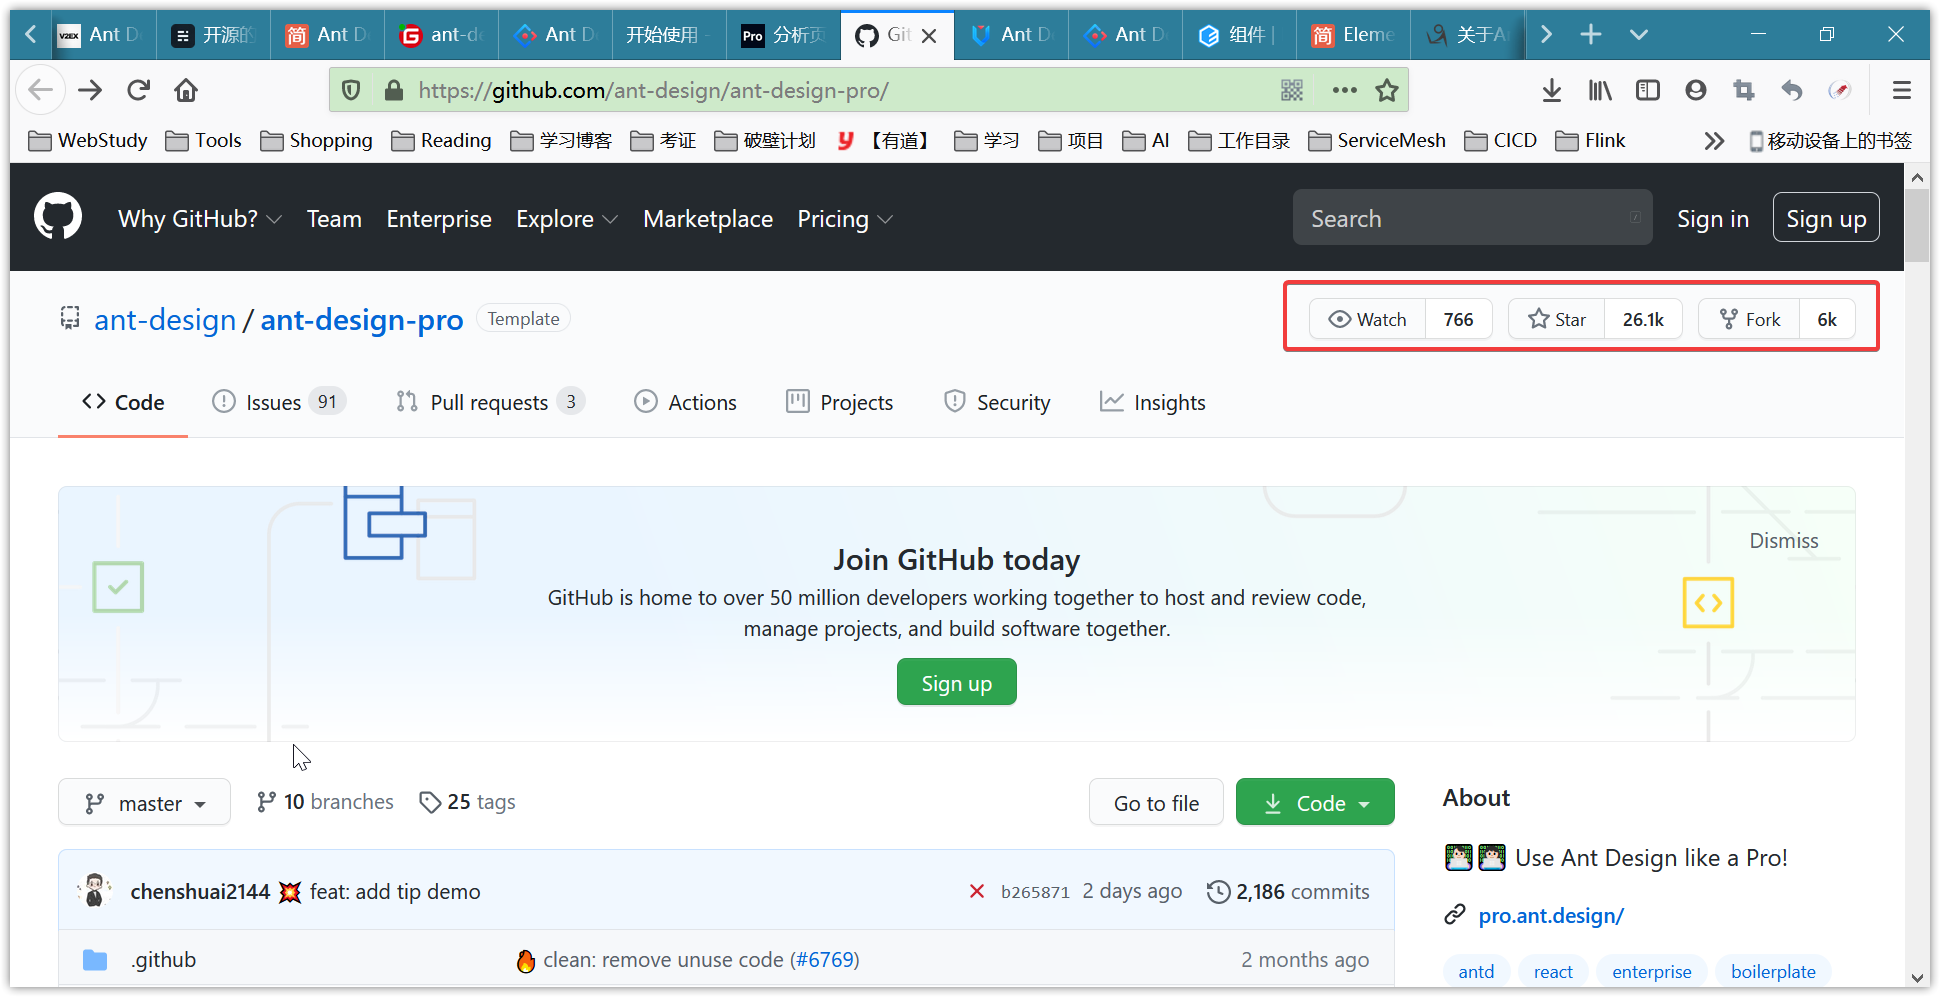 V2EX Ant D 开源的 简 Ant D G ant-d Ant D 开始使用 - Pro 分析页 Git Ant D Ant D 组件 | 简 Eleme 关于A
https://github.com/ant-design/ant-design-pro/
WebStudy Tools Shopping Reading 学习博客 考证 破壁计划 y 【有道】 学习 项目 AI 工作目录 ServiceMesh CICD Flink 移动设备上的书签
Why GitHub? Team Enterprise Explore Marketplace Pricing Search / Sign in Sign up
ant-design / ant-design-pro Template Watch 766 Star 26.1k Fork 6k
Code Issues 91 Pull requests 3 Actions Projects Security Insights
Dismiss
Join GitHub today
GitHub is home to over 50 million developers working together to host and review code,
manage projects, and build software together.
Sign up
master 10 branches 25 tags Go to file Code
About
chenshuai2144 💥 feat: add tip demo b265871 2 days ago 2,186 commits
👨🏻‍💻👩🏻‍💻 Use Ant Design like a Pro!
pro.ant.design/
.github 🔥 clean: remove unuse code (#6769) 2 months ago
antd react enterprise boilerplate